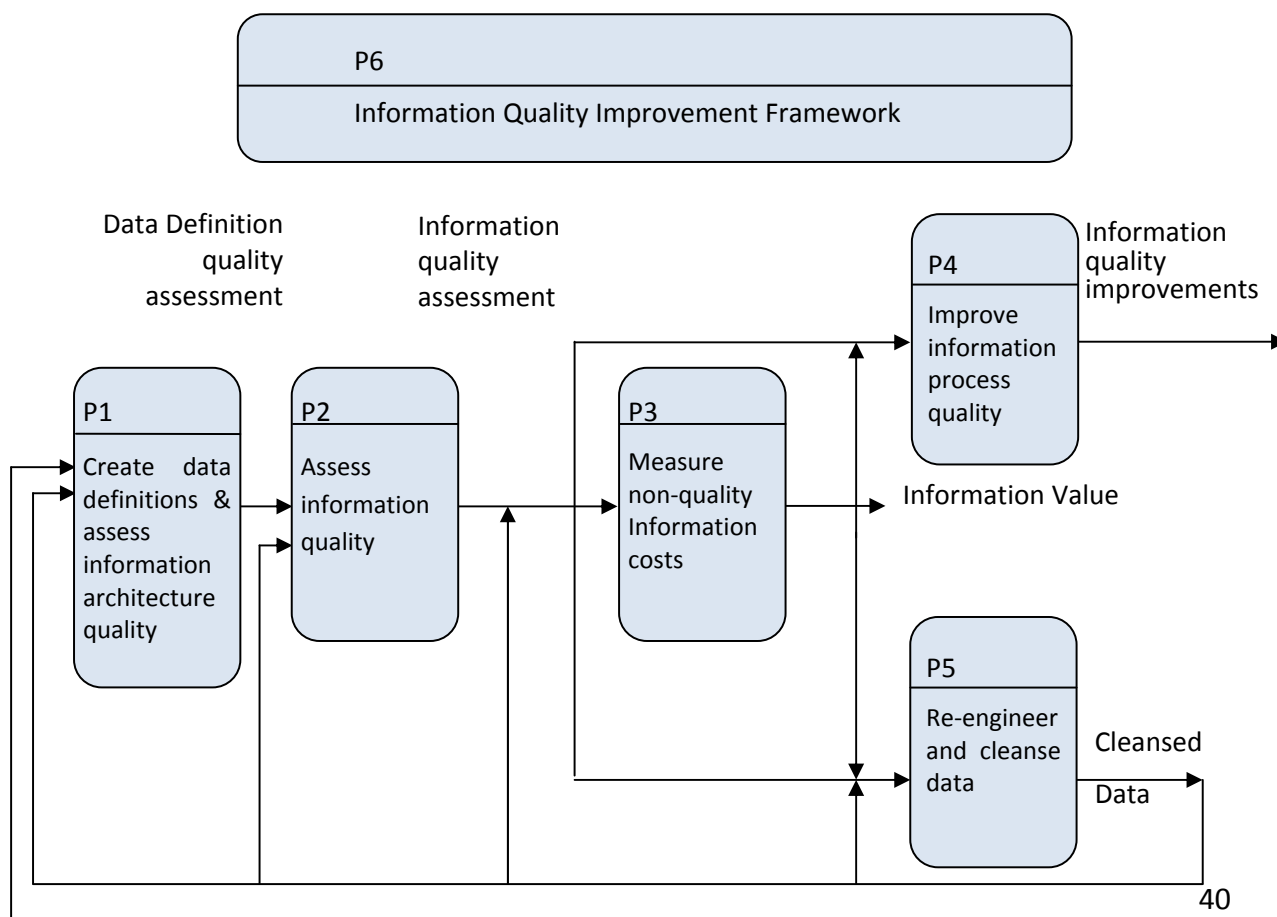 P6
Information Quality Improvement Framework
Data Definition
quality
assessment
Information
quality
assessment
P1
Create data
definitions &
assess
information
architecture
quality
P2
Assess
information
quality
P3
Measure
non-quality
Information
costs
Information Value
P4
Improve
information
process
quality
Information
quality
improvements
P5
Re-engineer
and cleanse
data
Cleansed
Data
40